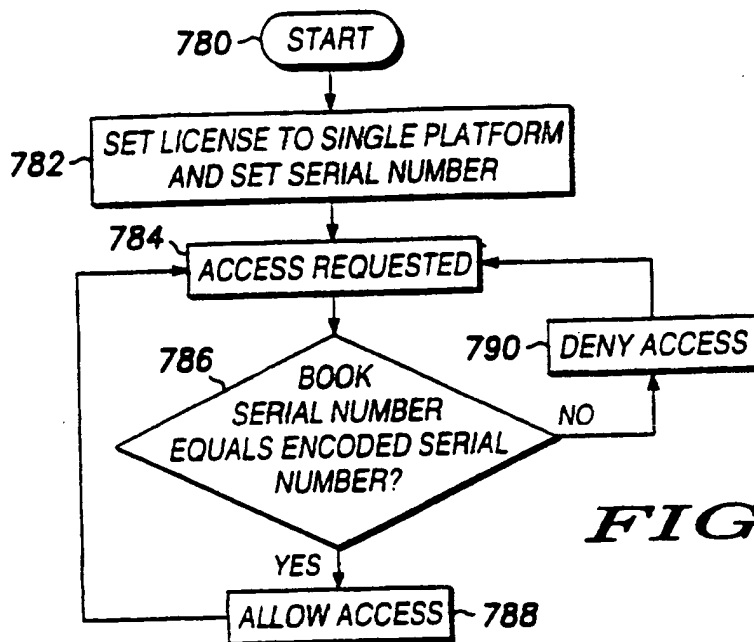 780 START
782 SET LICENSE TO SINGLE PLATFORM
AND SET SERIAL NUMBER
784
ACCESS REQUESTED
790 DENY ACCESS
786 BOOK
SERIAL NUMBER
EQUALS ENCODED SERIAL
NUMBER?
NO
FIG
YES
ALLOW ACCESS 788